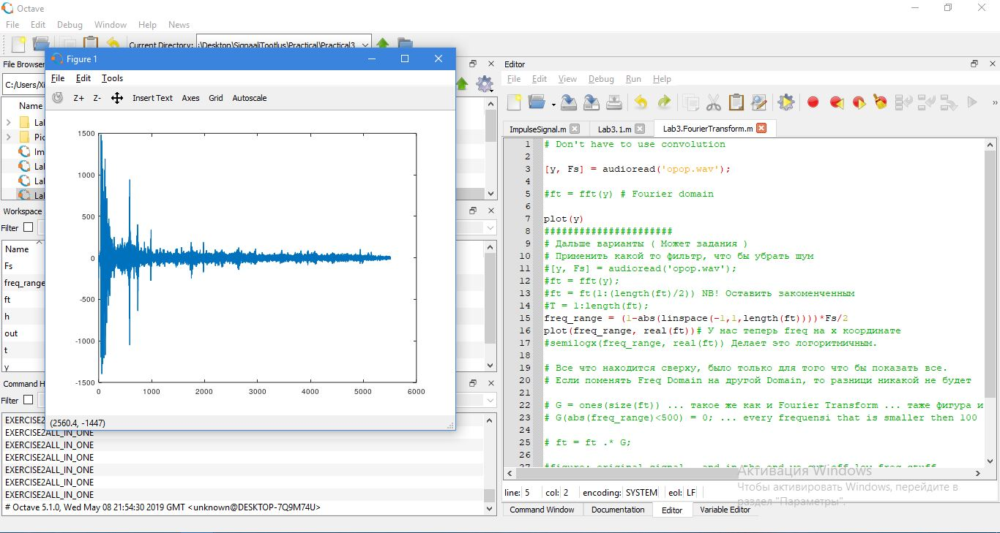 Octave
File Edit Debug Window Help News
Current Directory: :\Desktop\SignaaliTootlus\Practical\Practical3
File Browser
C:/Users/Xi
Name
Figure 1
File Edit Tools
Z+ Z- Insert Text Axes Grid Autoscale
1500
1000
500
0
-500
-1000
-1500
0 1000 2000 3000 4000 5000 6000
(2560.4, -1447)
Workspace
Filter
Name
Fs
freq_range
ft
h
out
t
y
Command H
Filter
EXERCISE2
EXERCISE2ALL_IN_ONE
EXERCISE2ALL_IN_ONE
EXERCISE2ALL_IN_ONE
EXERCISE2ALL_IN_ONE
EXERCISE2ALL_IN_ONE
EXERCISE2ALL_IN_ONE
# Octave 5.1.0, Wed May 08 21:54:30 2019 GMT <unknown@DESKTOP-7Q9M74U>
Editor
File Edit View Debug Run Help
ImpulseSignal.m Lab3.1.m Lab3.FourierTransform.m
1 # Don't have to use convolution
2
3 [y, Fs] = audioread('opop.wav');
4
5 #ft = fft(y) # Fourier domain
6
7 plot(y)
8 ######################
9 # Дальше варианты ( Может задания )
10 # Применить какой то фильтр, что бы убрать шум
11 #[y, Fs] = audioread('opop.wav');
12 #ft = fft(y);
13 #ft = ft(1:(length(ft)/2)) NB! Оставить закоменченным
14 #T = 1:length(ft);
15 freq_range = (1-abs(linspace(-1,1,length(ft))))*Fs/2
16 plot(freq_range, real(ft))# У нас теперь freq на x координате
17 #semilogx(freq_range, real(ft)) Делает это логоритмичным.
18
19 # Все что находится сверху, было только для того что бы показать все.
20 # Если поменять Freq Domain на другой Domain, то разници никакой не будет
21
22 # G = ones(size(ft)) ... такое же как и Fourier Transform ... таже фигура и
23 # G(abs(freq_range)<500) = 0; ... every frequensi that is smaller then 100
24
25 # ft = ft .* G;
26
27 #figure; original signal and in the end we cut off low freq stuff
line: 5 col: 2 encoding: SYSTEM eol: LF
Command Window Documentation Editor Variable Editor
Активация Windows
Чтобы активировать Windows, перейдите в
раздел "Параметры".